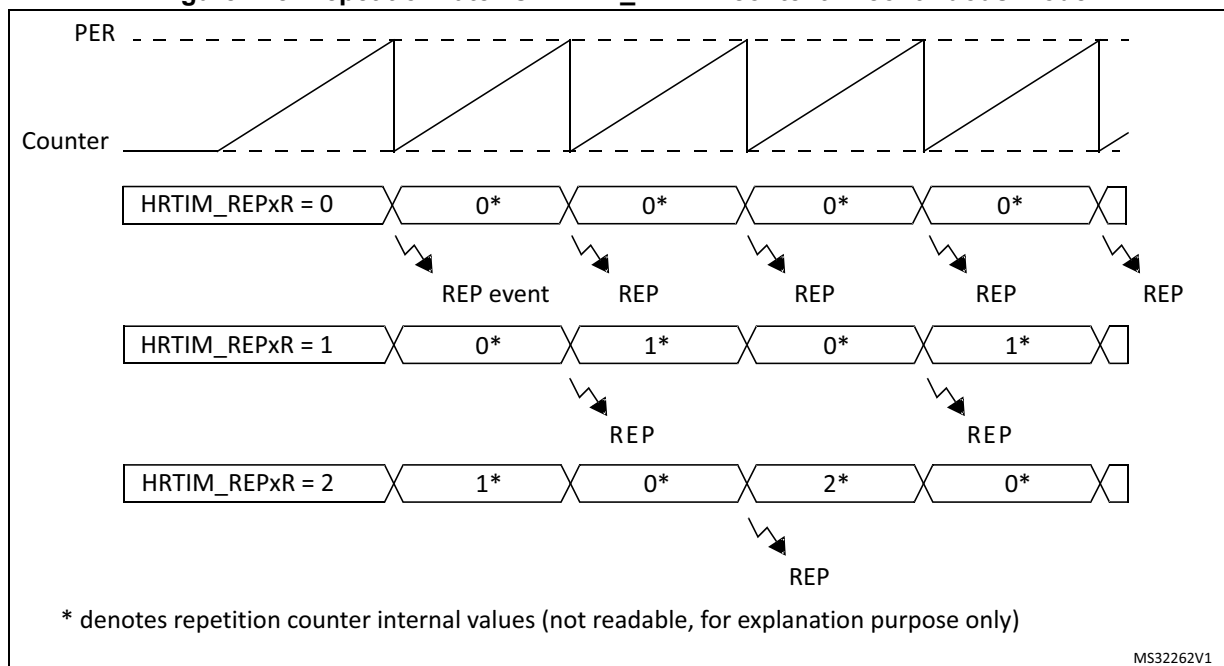 PER
Counter
HRTIM_REPxR = 0 0* 0* 0* 0*
REP event REP REP REP REP
HRTIM_REPxR = 1 0* 1* 0* 1*
REP REP
HRTIM_REPxR = 2 1* 0* 2* 0*
REP
* denotes repetition counter internal values (not readable, for explanation purpose only)
MS32262V1